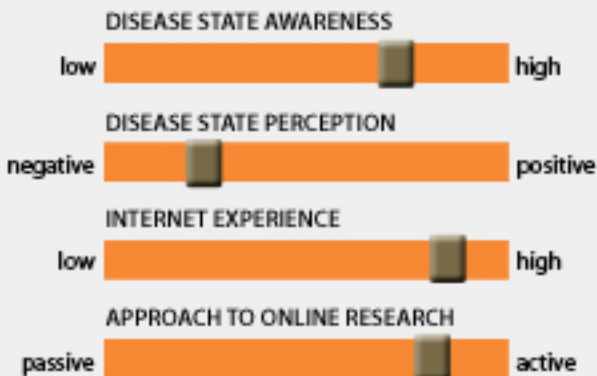 DISEASE STATE AWARENESS
low high
DISEASE STATE PERCEPTION
negative positive
INTERNET EXPERIENCE
low high
APPROACH TO ONLINE RESEARCH
passive active